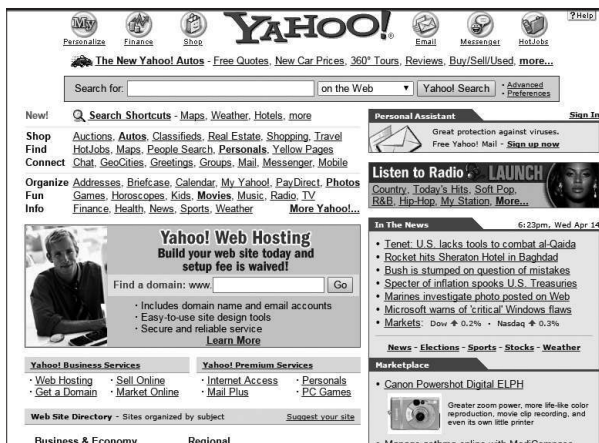 My
YAHOO!
? Help
Personalize Finance Shop Email Messenger HotJobs
The New Yahoo! Autos - Free Quotes, New Car Prices, 360° Tours, Reviews, Buy/Sell/Used, more...
Search for: on the Web Yahoo! Search · Advanced
· Preferences
New! Search Shortcuts - Maps, Weather, Hotels, more
Shop Auctions, Autos, Classifieds, Real Estate, Shopping, Travel
Find HotJobs, Maps, People Search, Personals, Yellow Pages
Connect Chat, GeoCities, Greetings, Groups, Mail, Messenger, Mobile
Organize Addresses, Briefcase, Calendar, My Yahoo!, PayDirect, Photos
Fun Games, Horoscopes, Kids, Movies, Music, Radio, TV
Info Finance, Health, News, Sports, Weather More Yahoo!...
Yahoo! Web Hosting
Build your web site today and
setup fee is waived!
Find a domain: www. Go
· Includes domain name and email accounts
· Easy-to-use site design tools
· Secure and reliable service
Learn More
Yahoo! Business Services
· Web Hosting · Sell Online
· Get a Domain · Market Online
Yahoo! Premium Services
· Internet Access · Personals
· Mail Plus · PC Games
Web Site Directory - Sites organized by subject Suggest your site
Business & Economy Regional
Personal Assistant Sign In
Great protection against viruses.
Free Yahoo! Mail - Sign up now
Listen to Radio LAUNCH
Country, Today's Hits, Soft Pop,
R&B, Hip-Hop, My Station, More...
In The News 6:23pm, Wed Apr 14
• Tenet: U.S. lacks tools to combat al-Qaida
• Rocket hits Sheraton Hotel in Baghdad
• Bush is stumped on question of mistakes
• Specter of inflation spooks U.S. Treasuries
• Marines investigate photo posted on Web
• Microsoft warns of 'critical' Windows flaws
• Markets: Dow ↑ 0.2% · Nasdaq ↑ 0.3%
News - Elections - Sports - Stocks - Weather
Marketplace
• Canon Powershot Digital ELPH
Greater zoom power, more life-like color
reproduction, movie clip recording, and
even its own little printer